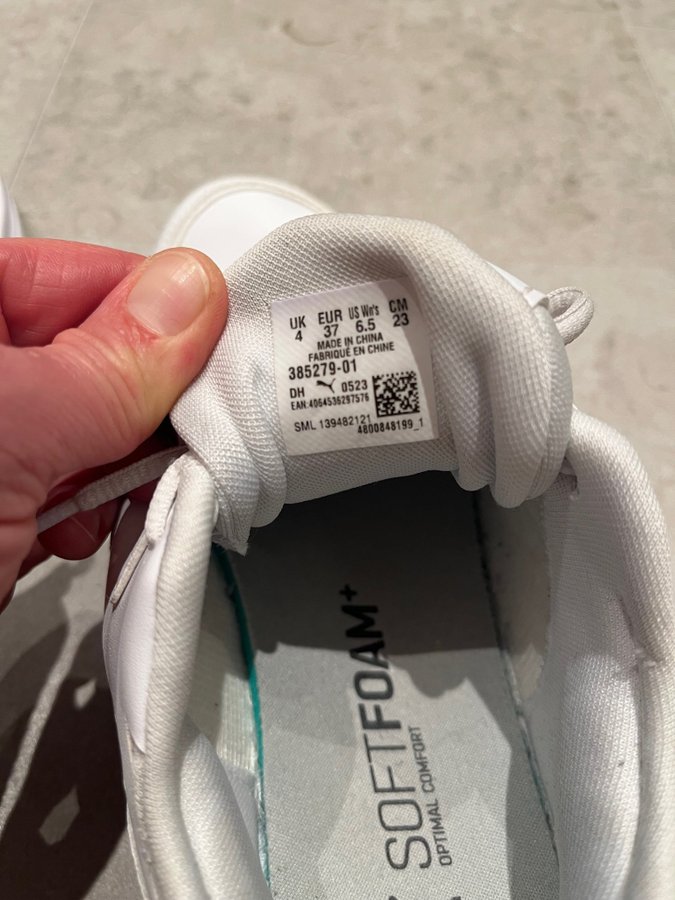 UK EUR US Wn's CM
4 37 6.5 23
MADE IN CHINA
FABRIQUÉ EN CHINE
385279-01
DH 0523
EAN:4064536297576
SML 139482121
4800848199_1
SOFTFOAM+
OPTIMAL COMFORT